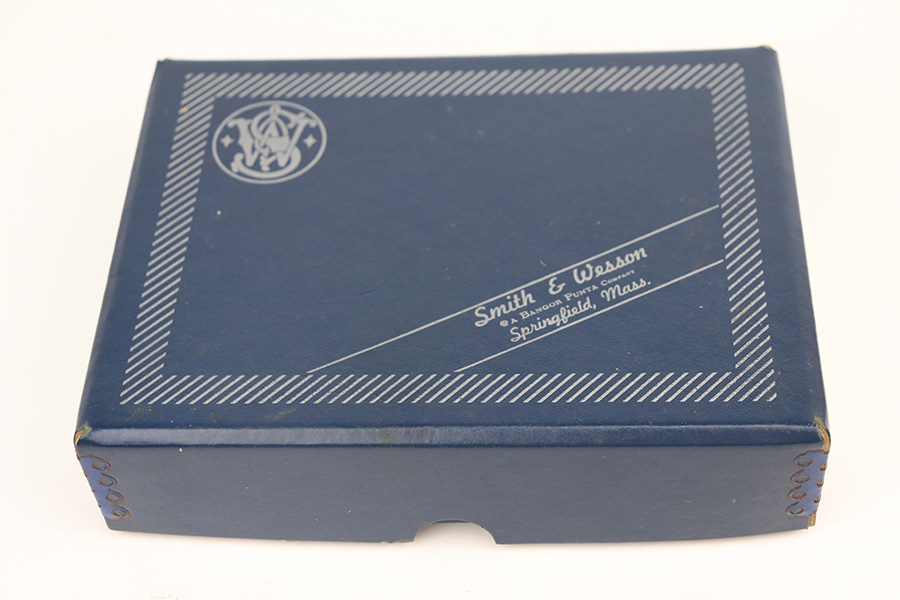 S&W
Smith & Wesson
® A BANGOR PUNTA COMPANY
Springfield, Mass.